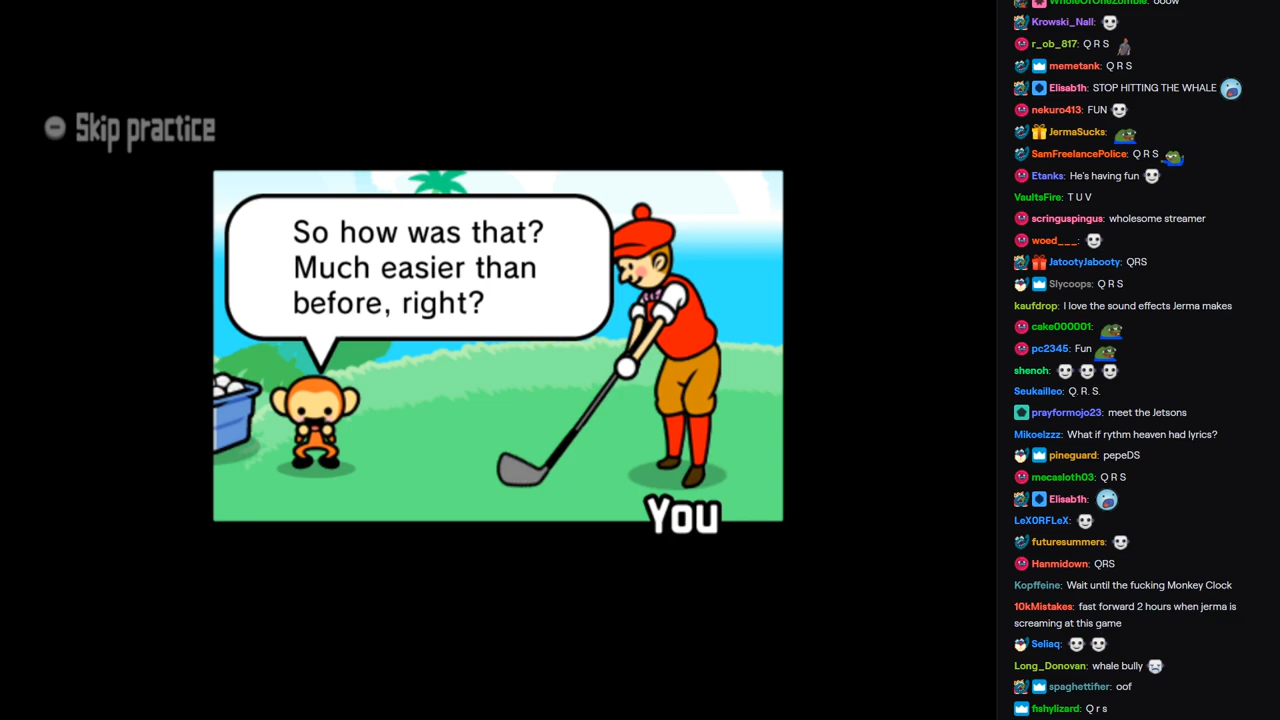 Skip practice
So how was that?
Much easier than
before, right?
You
WholeOfOneZombie: ooow
Krowski_Nall:
r_ob_817: Q R S
memetank: Q R S
Elisab1h: STOP HITTING THE WHALE
nekuro413: FUN
JermaSucks:
SamFreelancePolice: Q R S
Etanks: He's having fun
VaultsFire: T U V
scringuspingus: wholesome streamer
woed___:
JatootyJabooty: QRS
Slycoops: Q R S
kaufdrop: I love the sound effects Jerma makes
cake000001:
pc2345: Fun
shenoh:
Seukailleo: Q. R. S.
prayformojo23: meet the Jetsons
Mikoelzzz: What if rythm heaven had lyrics?
pineguard: pepeDS
mecasloth03: Q R S
Elisab1h:
LeX0RFLeX:
futuresummers:
Hanmidown: QRS
Kopffeine: Wait until the fucking Monkey Clock
10kMistakes: fast forward 2 hours when jerma is
screaming at this game
Seliaq:
Long_Donovan: whale bully
spaghettifier: oof
fishylizard: Q r s